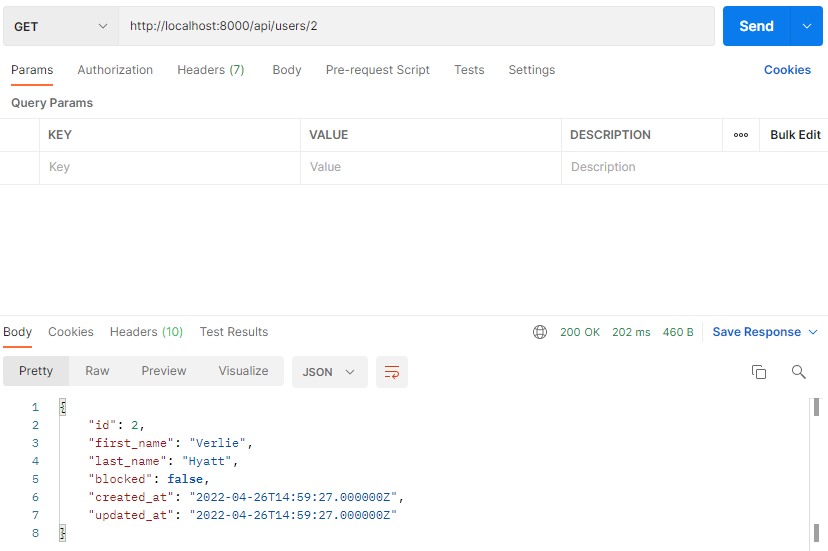 GET http://localhost:8000/api/users/2 Send
Params Authorization Headers (7) Body Pre-request Script Tests Settings Cookies
Query Params
KEY VALUE DESCRIPTION ooo Bulk Edit
Key Value Description
Body Cookies Headers (10) Test Results 200 OK 202 ms 460 B Save Response
Pretty Raw Preview Visualize JSON
1 {
2 "id": 2,
3 "first_name": "Verlie",
4 "last_name": "Hyatt",
5 "blocked": false,
6 "created_at": "2022-04-26T14:59:27.000000Z",
7 "updated_at": "2022-04-26T14:59:27.000000Z"
8 }